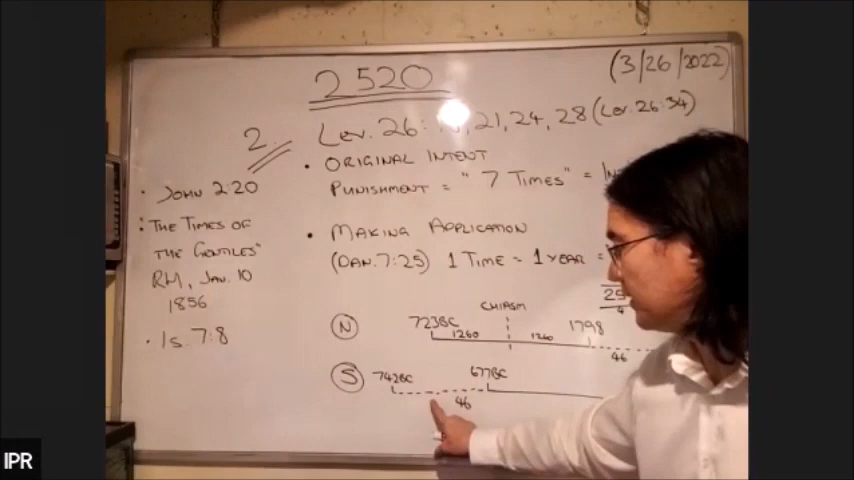 2520
(3/26/2022)
2.
Lev. 26: 21, 24, 28 (Lev. 26:34)
• ORIGINAL INTENT
PUNISHMENT = "7 TIMES" =
• JOHN 2:20
: "THE TIMES OF
THE GENTILES"
RH, JAN. 10
1856
• IS. 7:8
• MAKING APPLICATION
(DAN. 7:25) 1 TIME = 1 YEAR =
CHIASM
N 723BC 1260 1260 1798 46
S 742BC 46 677BC
IPR